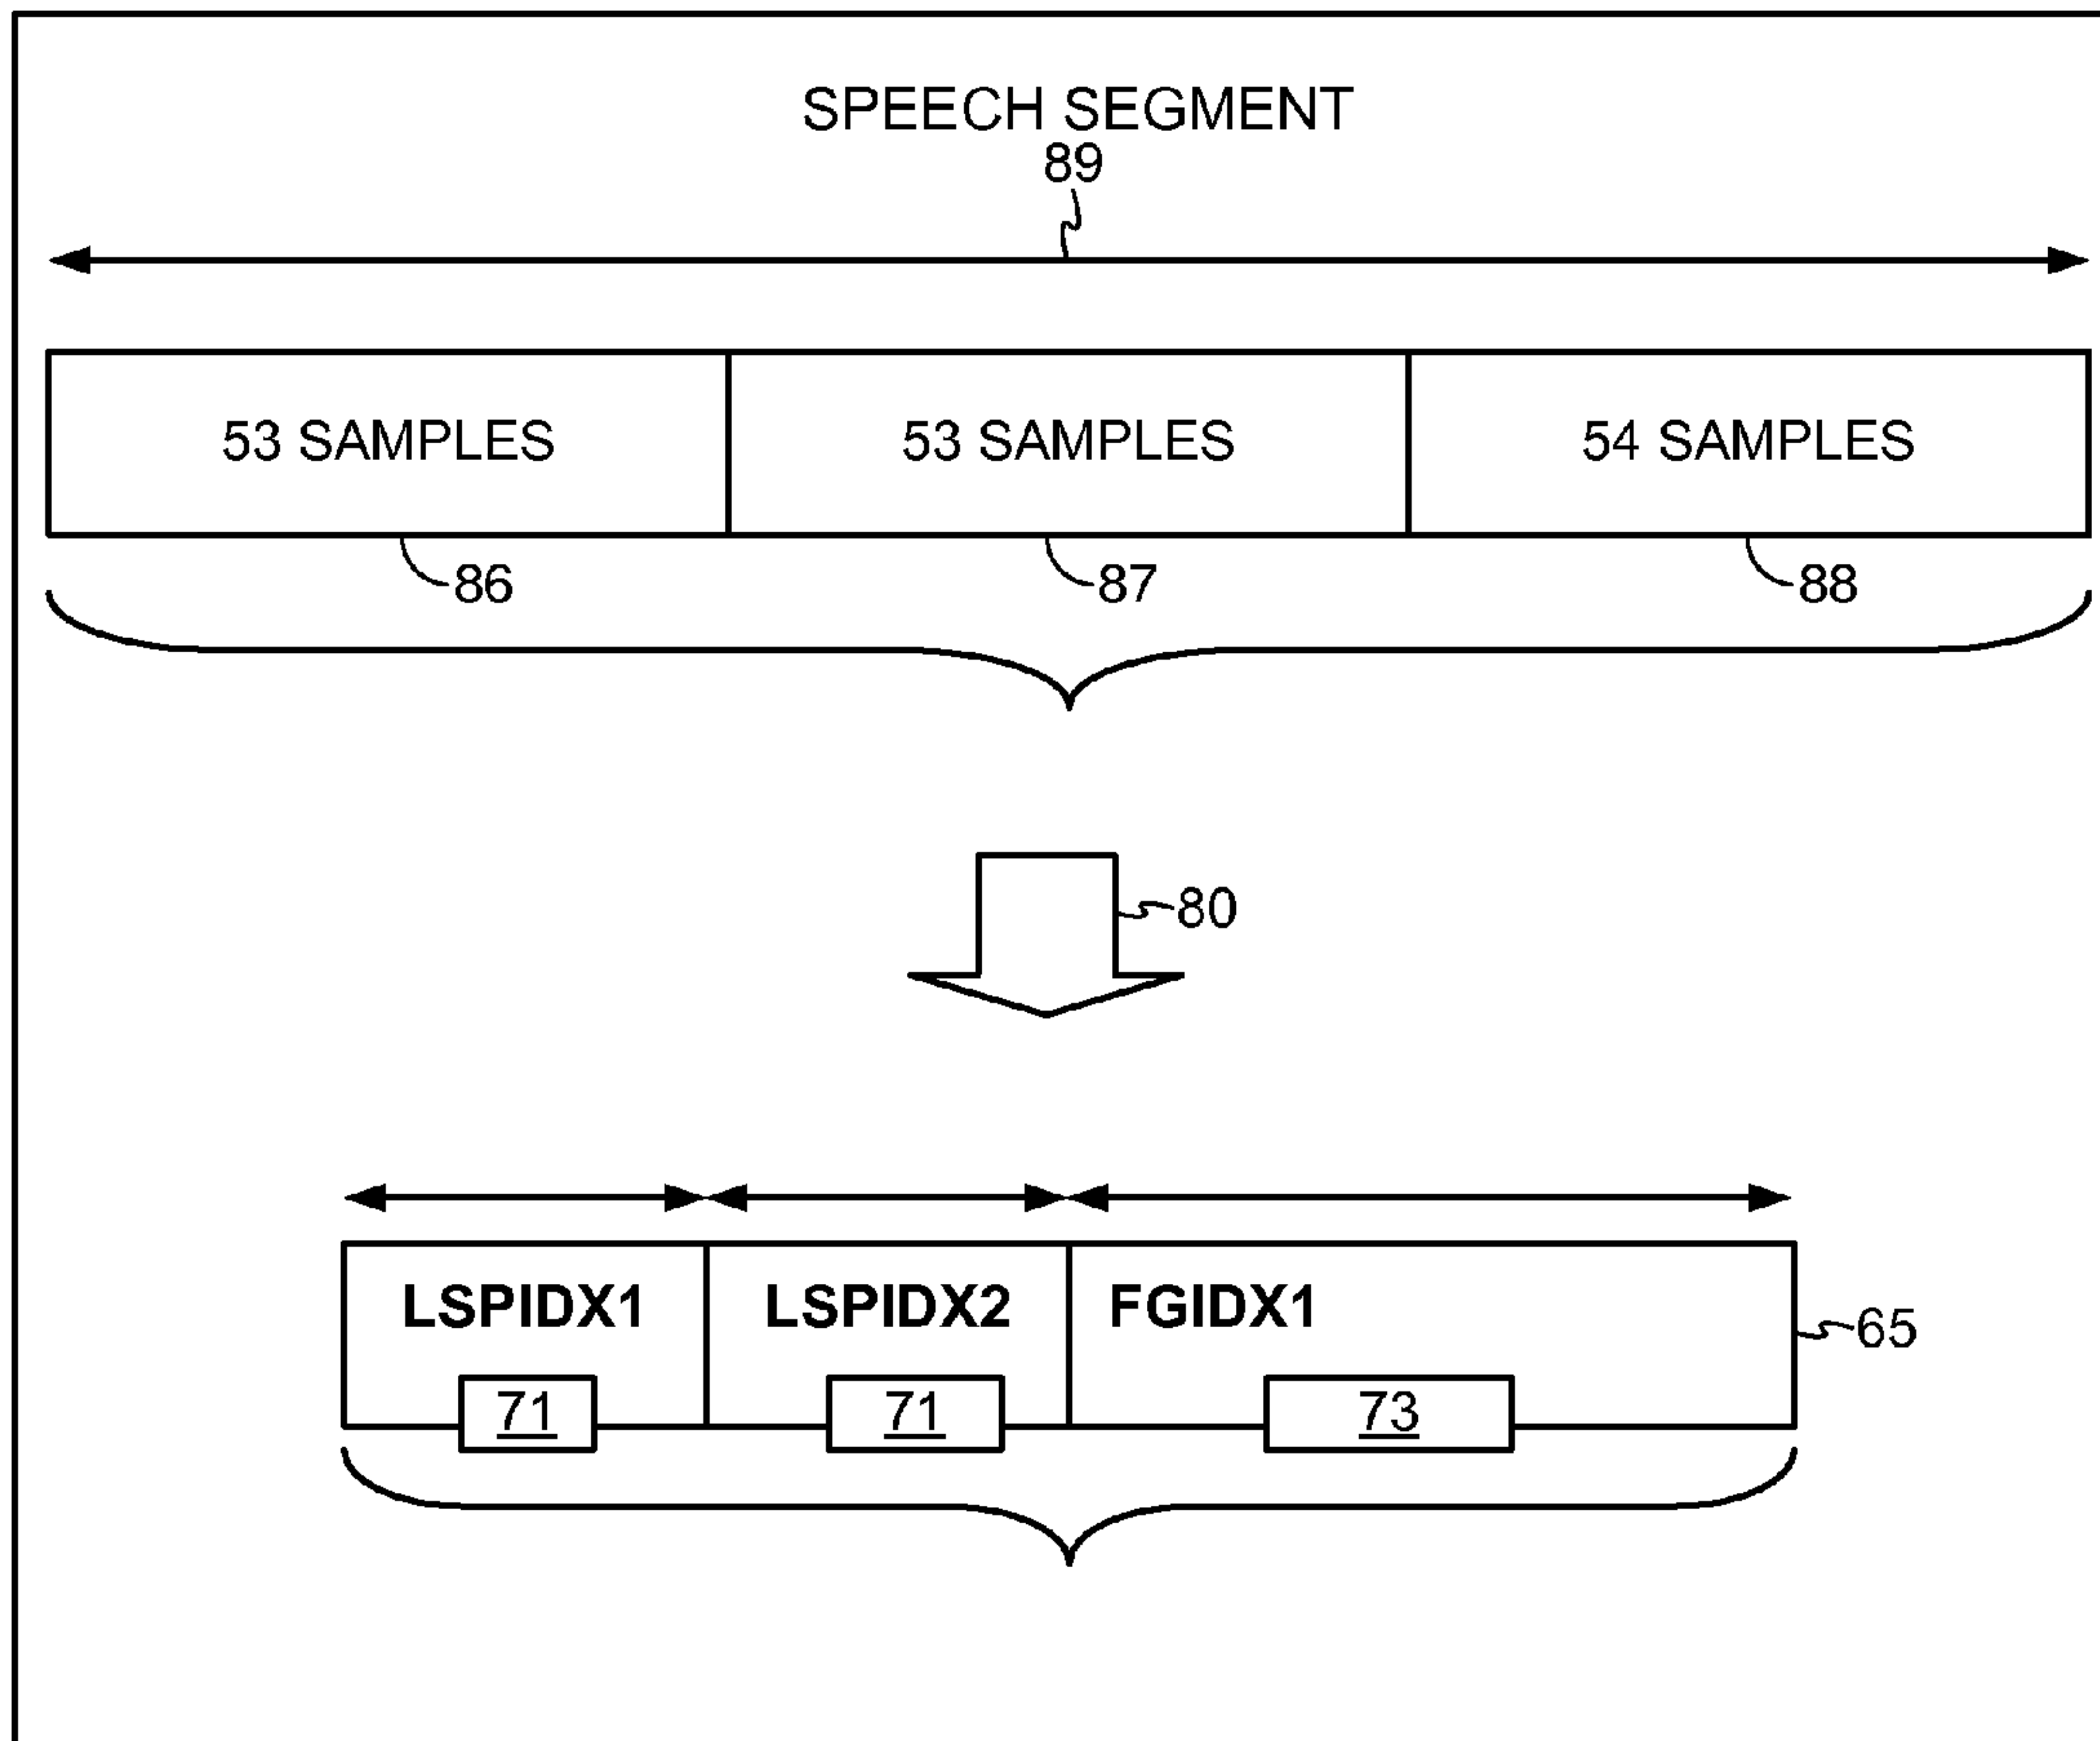 SPEECH SEGMENT
89
53 SAMPLES 53 SAMPLES 54 SAMPLES
86 87 88
80
LSPIDX1 LSPIDX2 FGIDX1
65
71 71 73